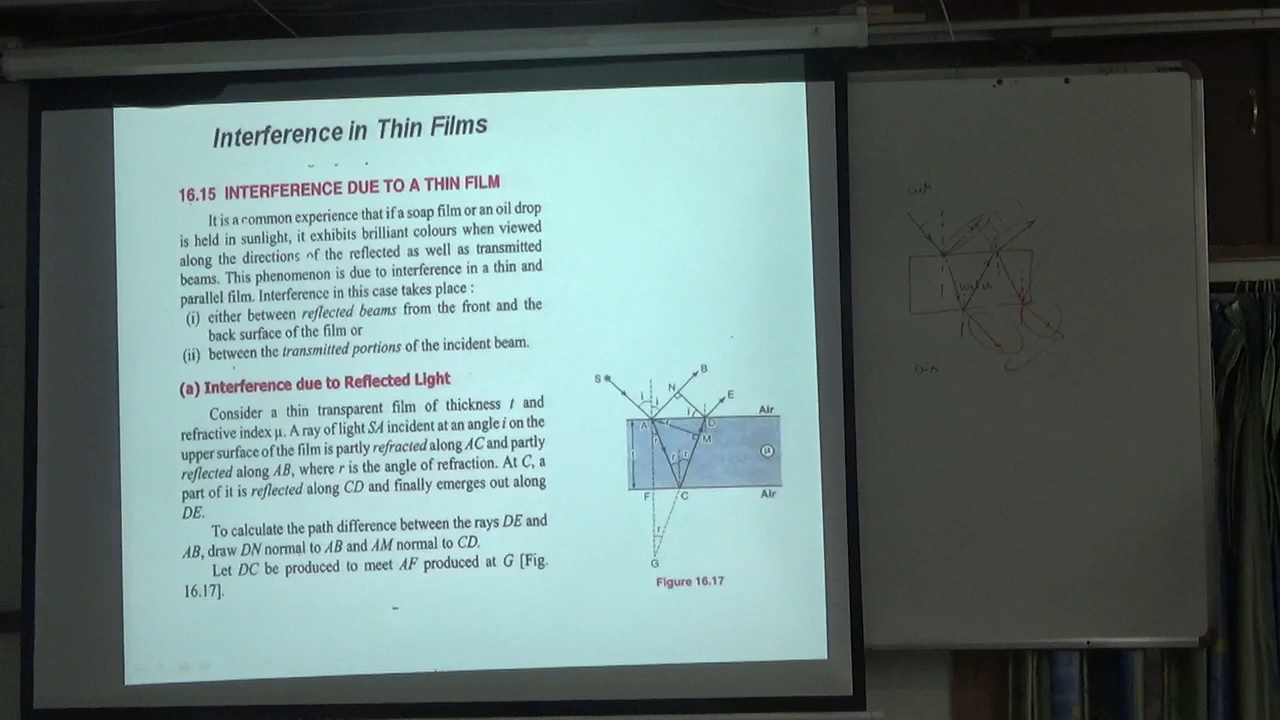 Interference in Thin Films
16.15 INTERFERENCE DUE TO A THIN FILM
It is a common experience that if a soap film or an oil drop
is held in sunlight, it exhibits brilliant colours when viewed
along the directions of the reflected as well as transmitted
beams. This phenomenon is due to interference in a thin and
parallel film. Interference in this case takes place :
(i) either between reflected beams from the front and the
back surface of the film or
(ii) between the transmitted portions of the incident beam.
(a) Interference due to Reflected Light
Consider a thin transparent film of thickness t and
refractive index μ. A ray of light SA incident at an angle i on the
upper surface of the film is partly refracted along AC and partly
reflected along AB, where r is the angle of refraction. At C, a
part of it is reflected along CD and finally emerges out along
DE.
To calculate the path difference between the rays DE and
AB, draw DN normal to AB and AM normal to CD.
Let DC be produced to meet AF produced at G [Fig.
16.17].
S
B
N
E
i
i
i
Air
A
D
r
M
r
t
r
r
μ
F
C
Air
r
G
Figure 16.17
air